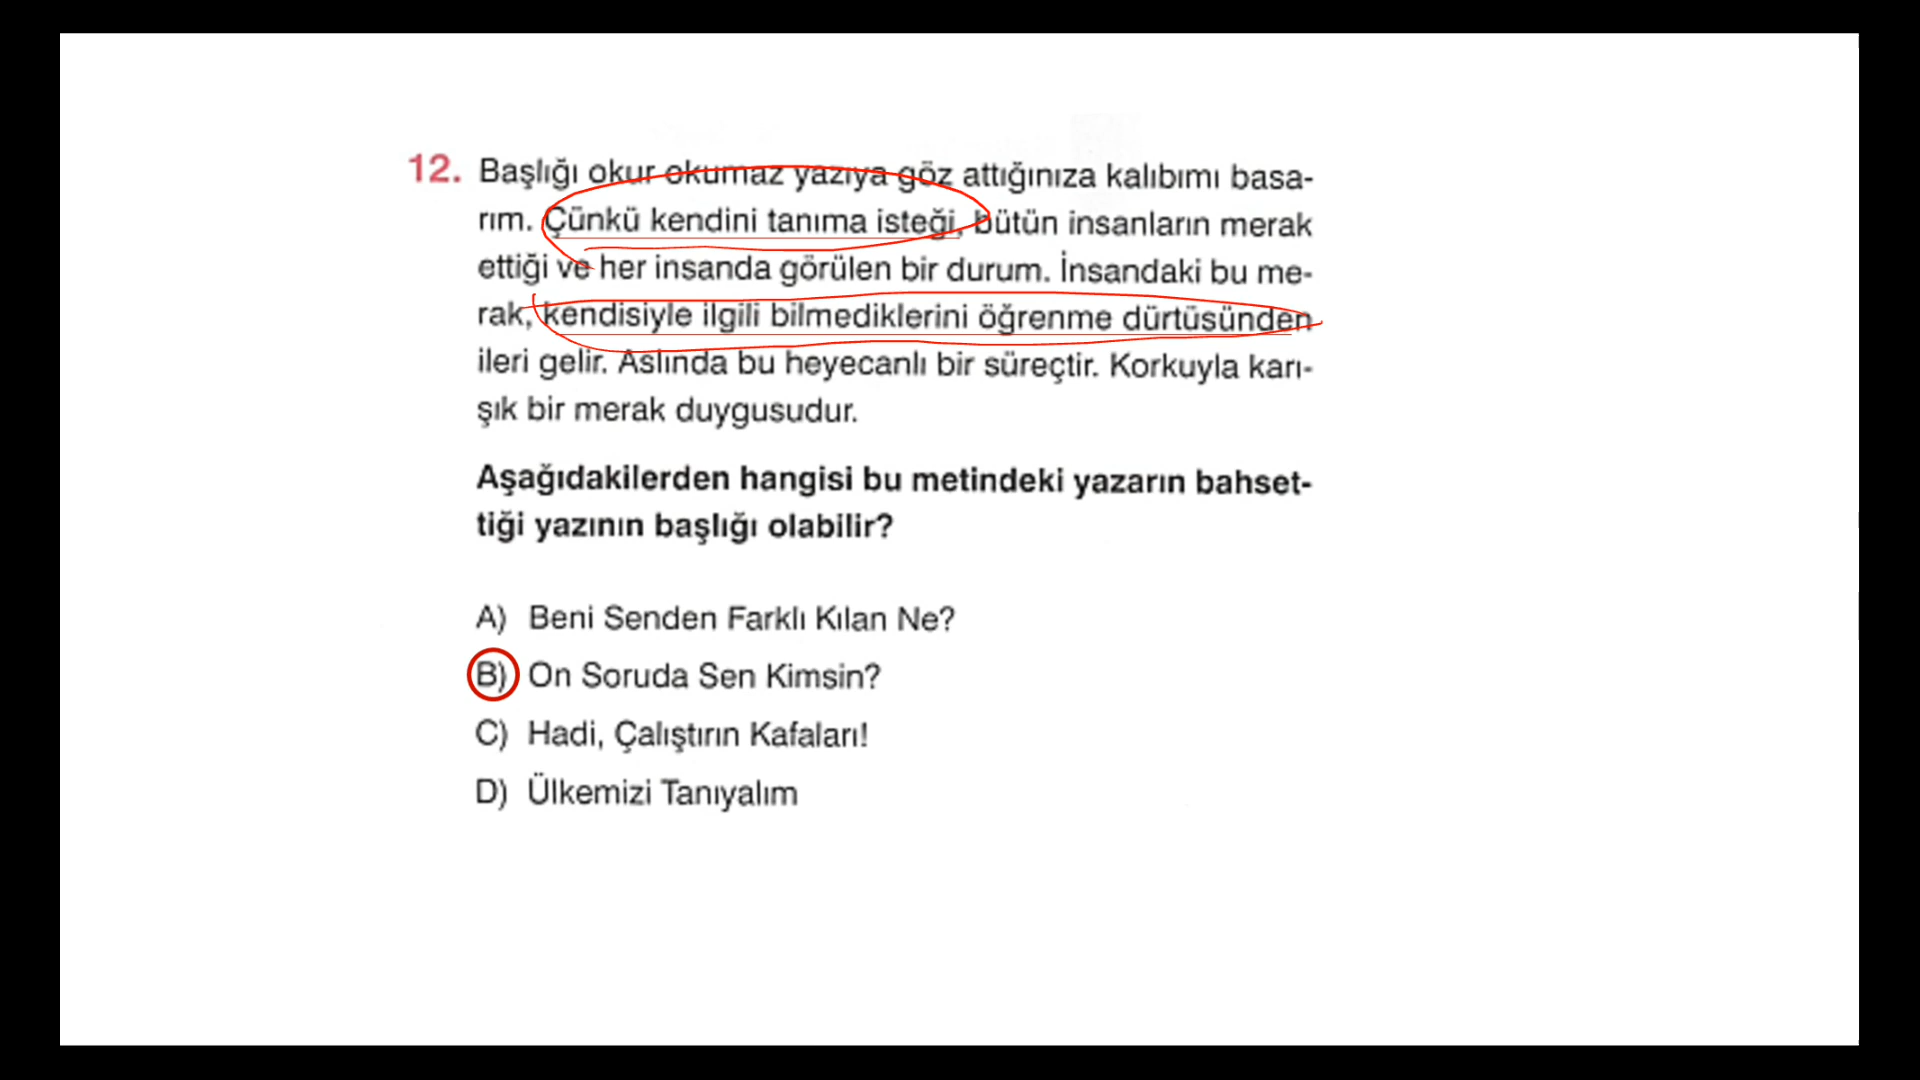 12. Başlığı okur okumaz yazıya göz attığınıza kalıbımı basa-
rım. Çünkü kendini tanıma isteği, bütün insanların merak
ettiği ve her insanda görülen bir durum. İnsandaki bu me-
rak, kendisiyle ilgili bilmediklerini öğrenme dürtüsünden
ileri gelir. Aslında bu heyecanlı bir süreçtir. Korkuyla karı-
şık bir merak duygusudur.
Aşağıdakilerden hangisi bu metindeki yazarın bahset-
tiği yazının başlığı olabilir?
A) Beni Senden Farklı Kılan Ne?
B) On Soruda Sen Kimsin?
C) Hadi, Çalıştırın Kafaları!
D) Ülkemizi Tanıyalım